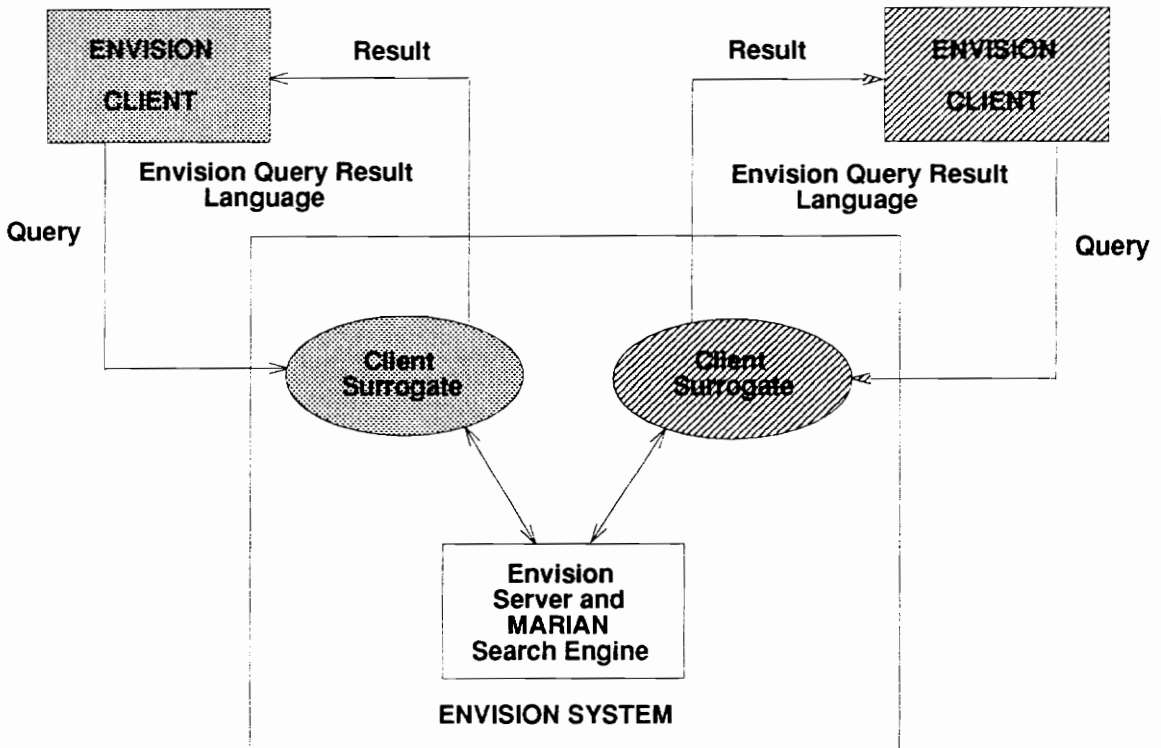 ENVISION
CLIENT
Result
Result
ENVISION
CLIENT
Envision Query Result
Language
Envision Query Result
Language
Query
Query
Client
Surrogate
Client
Surrogate
Envision
Server and
MARIAN
Search Engine
ENVISION SYSTEM